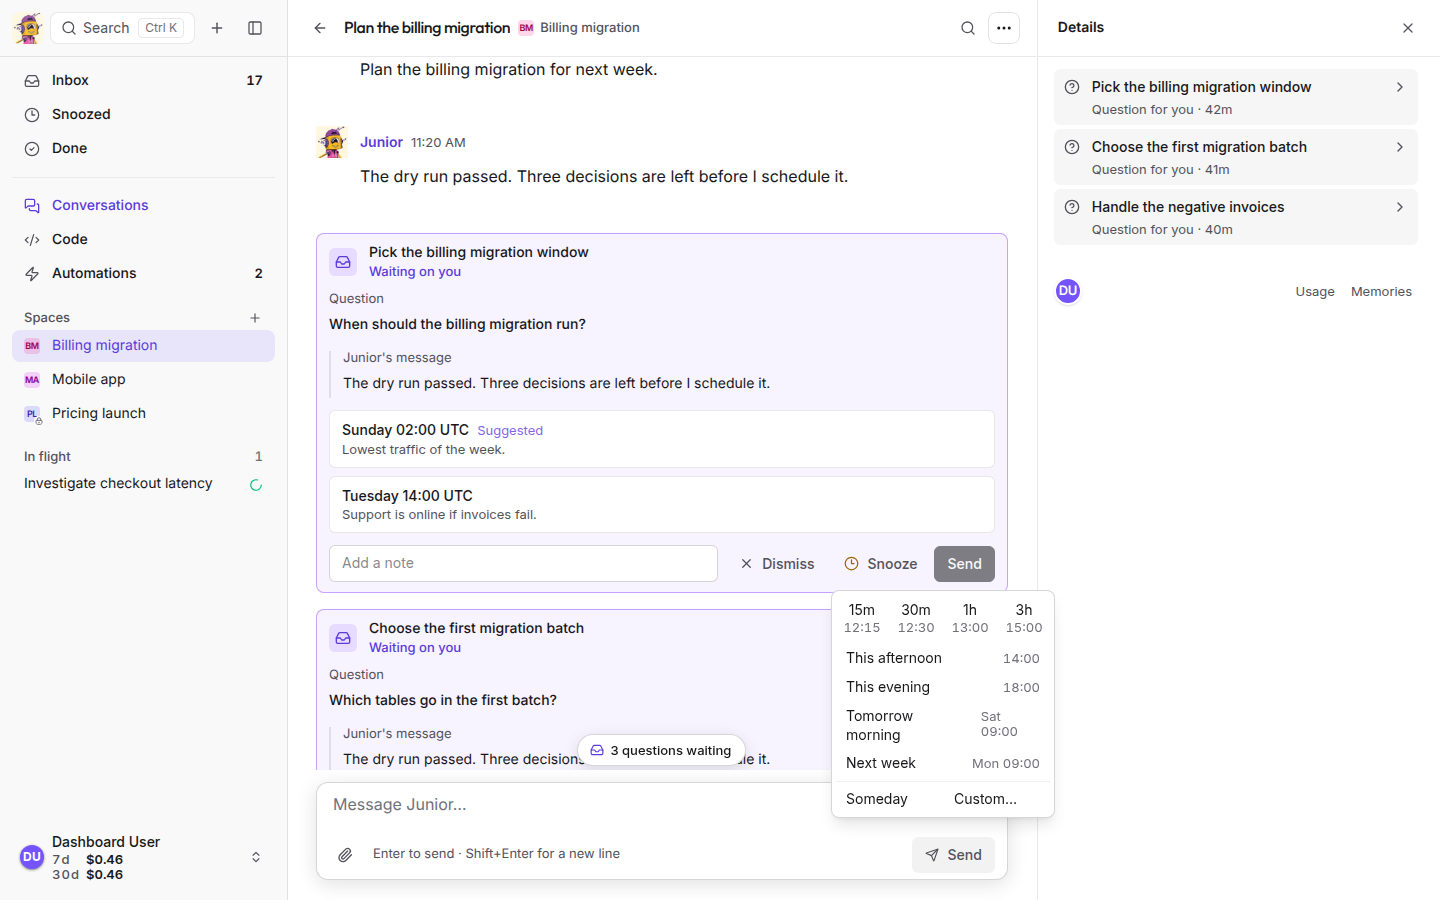 Search Ctrl K
Inbox 17
Snoozed
Done
Conversations
Code
Automations 2
Spaces
BM Billing migration
MA Mobile app
PL Pricing launch
In flight 1
Investigate checkout latency
DU Dashboard User
7d $0.46
30d $0.46
Plan the billing migration BM Billing migration
Plan the billing migration for next week.
Junior 11:20 AM
The dry run passed. Three decisions are left before I schedule it.
Pick the billing migration window
Waiting on you
Question
When should the billing migration run?
Junior's message
The dry run passed. Three decisions are left before I schedule it.
Sunday 02:00 UTC Suggested
Lowest traffic of the week.
Tuesday 14:00 UTC
Support is online if invoices fail.
Add a note Dismiss Snooze Send
15m 30m 1h 3h
12:15 12:30 13:00 15:00
This afternoon 14:00
This evening 18:00
Tomorrow morning Sat 09:00
Next week Mon 09:00
Someday Custom...
Choose the first migration batch
Waiting on you
Question
Which tables go in the first batch?
Junior's message
The dry run passed. Three decisions le it.
3 questions waiting
Message Junior...
Enter to send · Shift+Enter for a new line Send
Details
Pick the billing migration window
Question for you · 42m
Choose the first migration batch
Question for you · 41m
Handle the negative invoices
Question for you · 40m
DU Usage Memories